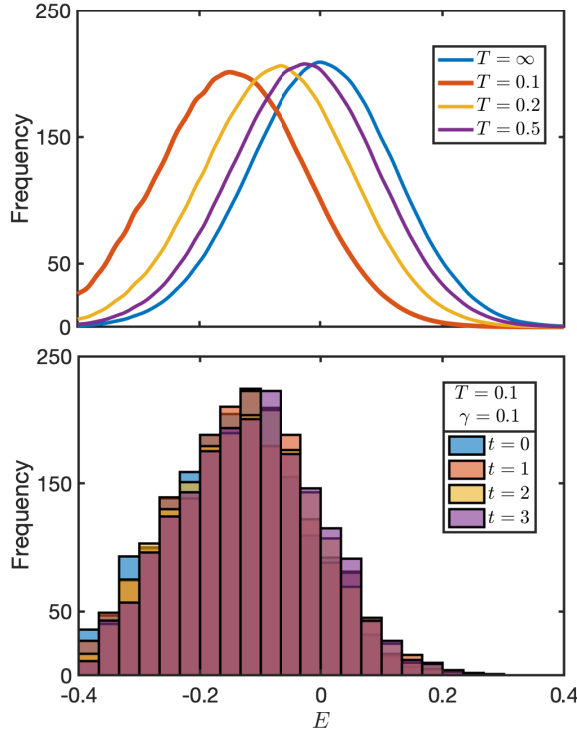 250
150
50
0
Frequency
T = ∞
T = 0.1
T = 0.2
T = 0.5
250
150
50
0
Frequency
T = 0.1
γ = 0.1
t = 0
t = 1
t = 2
t = 3
-0.4 -0.2 0 0.2 0.4
E